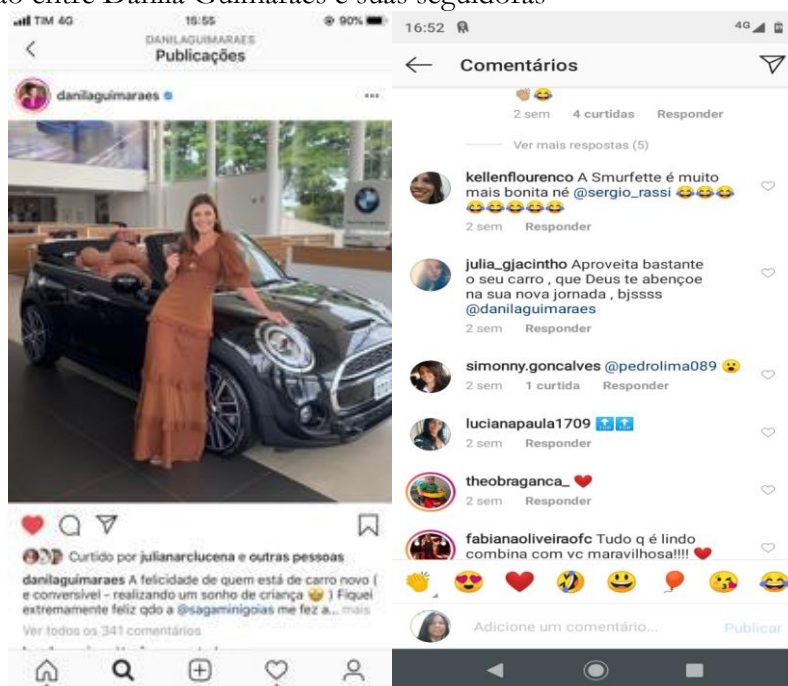 ão entre Danila Guimarães e suas seguidoras
TIM 4G
15:55
90%
DANILAGUIMARAES
Publicações
danilaguimaraes
BMW
Curtido por julianarclucena e outras pessoas
danilaguimaraes A felicidade de quem está de carro novo (
e conversível - realizando um sonho de criança 🤪 ) Fiquei
extremamente feliz qdo a @sagaminigoias me fez a... mais
Ver todos os 341 comentários
16:52
4G
Comentários
👏🏼😂
2 sem 4 curtidas Responder
Ver mais respostas (5)
kellenflourenco A Smurfette é muito
mais bonita né @sergio_rassi 😂😂😂
😂😂😂😂😂
2 sem Responder
julia_gjacintho Aproveita bastante
o seu carro , que Deus te abençoe
na sua nova jornada , bjssss
@danilaguimaraes
2 sem Responder
simonny.goncalves @pedrolima089 😮
2 sem 1 curtida Responder
lucianapaula1709 🔝🔝
2 sem Responder
theobraganca_ ❤️
2 sem Responder
fabianaoliveiraofc Tudo q é lindo
combina com vc maravilhosa!!!! ❤️
👏 😍 ❤️ 🤣 😃 🎈 😘 😂
Adicione um comentário...
Publicar